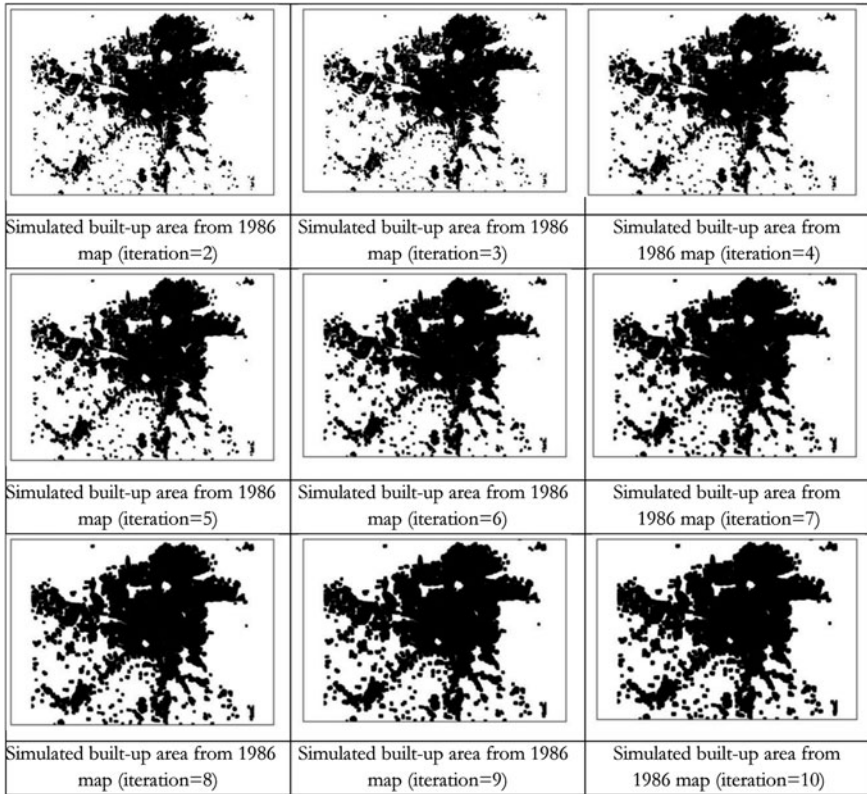 Simulated built-up area from 1986
map (iteration=2)
Simulated built-up area from 1986
map (iteration=3)
Simulated built-up area from
1986 map (iteration=4)
Simulated built-up area from 1986
map (iteration=5)
Simulated built-up area from 1986
map (iteration=6)
Simulated built-up area from
1986 map (iteration=7)
Simulated built-up area from 1986
map (iteration=8)
Simulated built-up area from 1986
map (iteration=9)
Simulated built-up area from
1986 map (iteration=10)